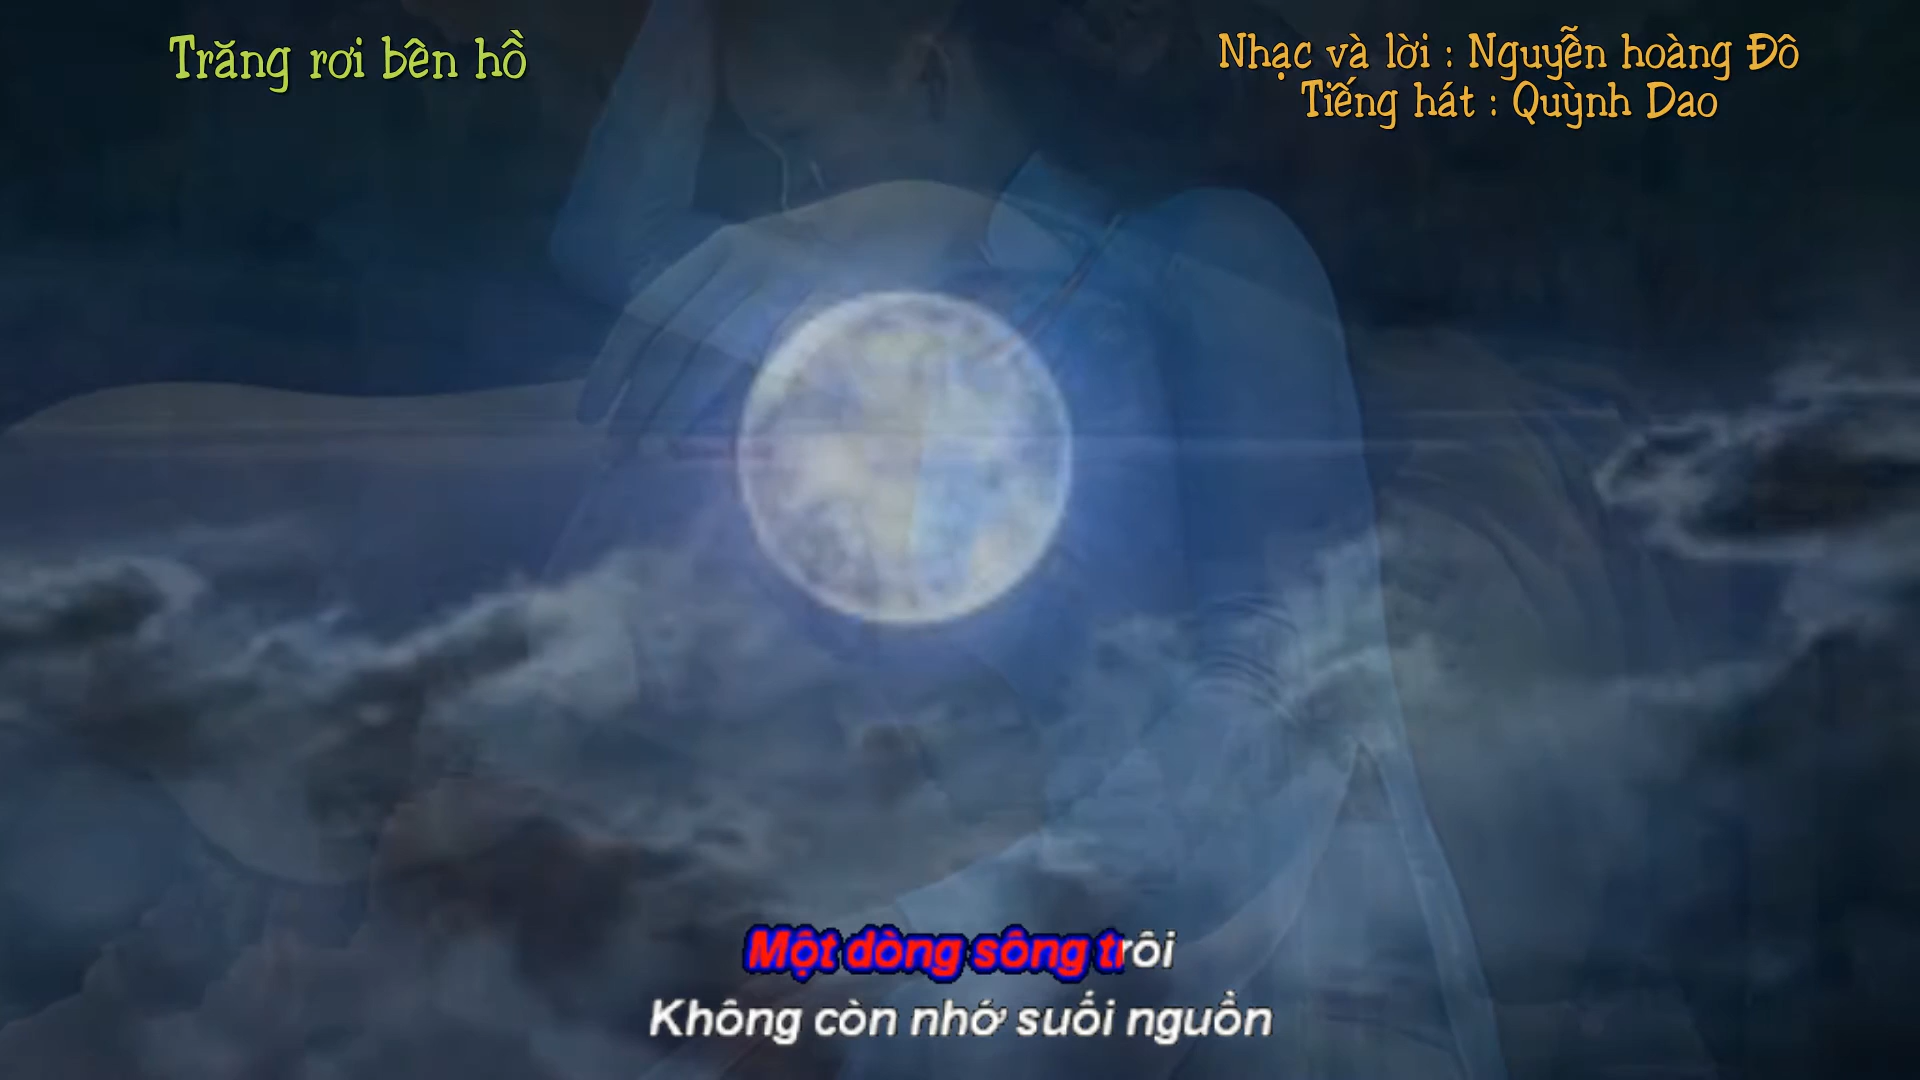 Trăng rơi bên hồ
Nhạc và lời : Nguyễn hoàng Đô
Tiếng hát : Quỳnh Dao
Một dòng sông trôi
Không còn nhớ suối nguồn